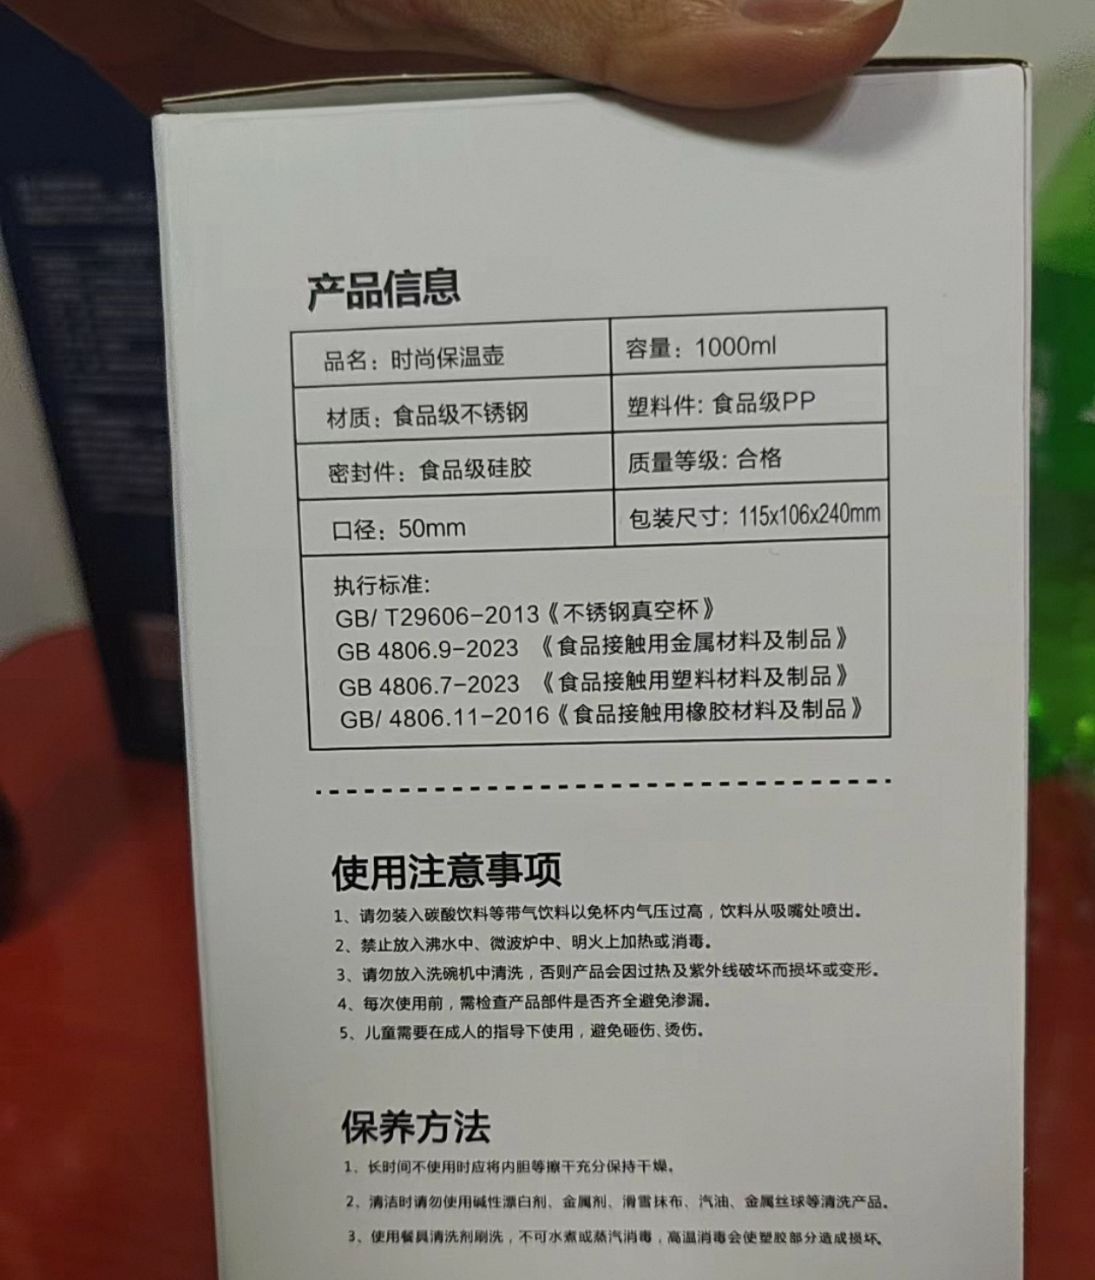 产品信息
品名：时尚保温壶 容量：1000ml
材质：食品级不锈钢 塑料件：食品级PP
密封件：食品级硅胶 质量等级：合格
口径：50mm 包装尺寸：115x106x240mm
执行标准：
GB/ T29606-2013《不锈钢真空杯》
GB 4806.9-2023 《食品接触用金属材料及制品》
GB 4806.7-2023 《食品接触用塑料材料及制品》
GB/ 4806.11-2016《食品接触用橡胶材料及制品》
使用注意事项
1、请勿装入碳酸饮料等带气饮料以免杯内气压过高，饮料从吸嘴处喷出。
2、禁止放入沸水中、微波炉中、明火上加热或消毒。
3、请勿放入洗碗机中清洗，否则产品会因过热及紫外线破坏而损坏或变形。
4、每次使用前，需检查产品部件是否齐全避免渗漏。
5、儿童需要在成人的指导下使用，避免砸伤、烫伤。
保养方法
1、长时间不使用时应将内胆等擦干充分保持干燥。
2、清洁时请勿使用碱性漂白剂、金属剂、滑雪抹布、汽油、金属丝球等清洗产品。
3、使用餐具清洗剂刷洗，不可水煮或蒸汽消毒，高温消毒会使塑胶部分造成损坏。